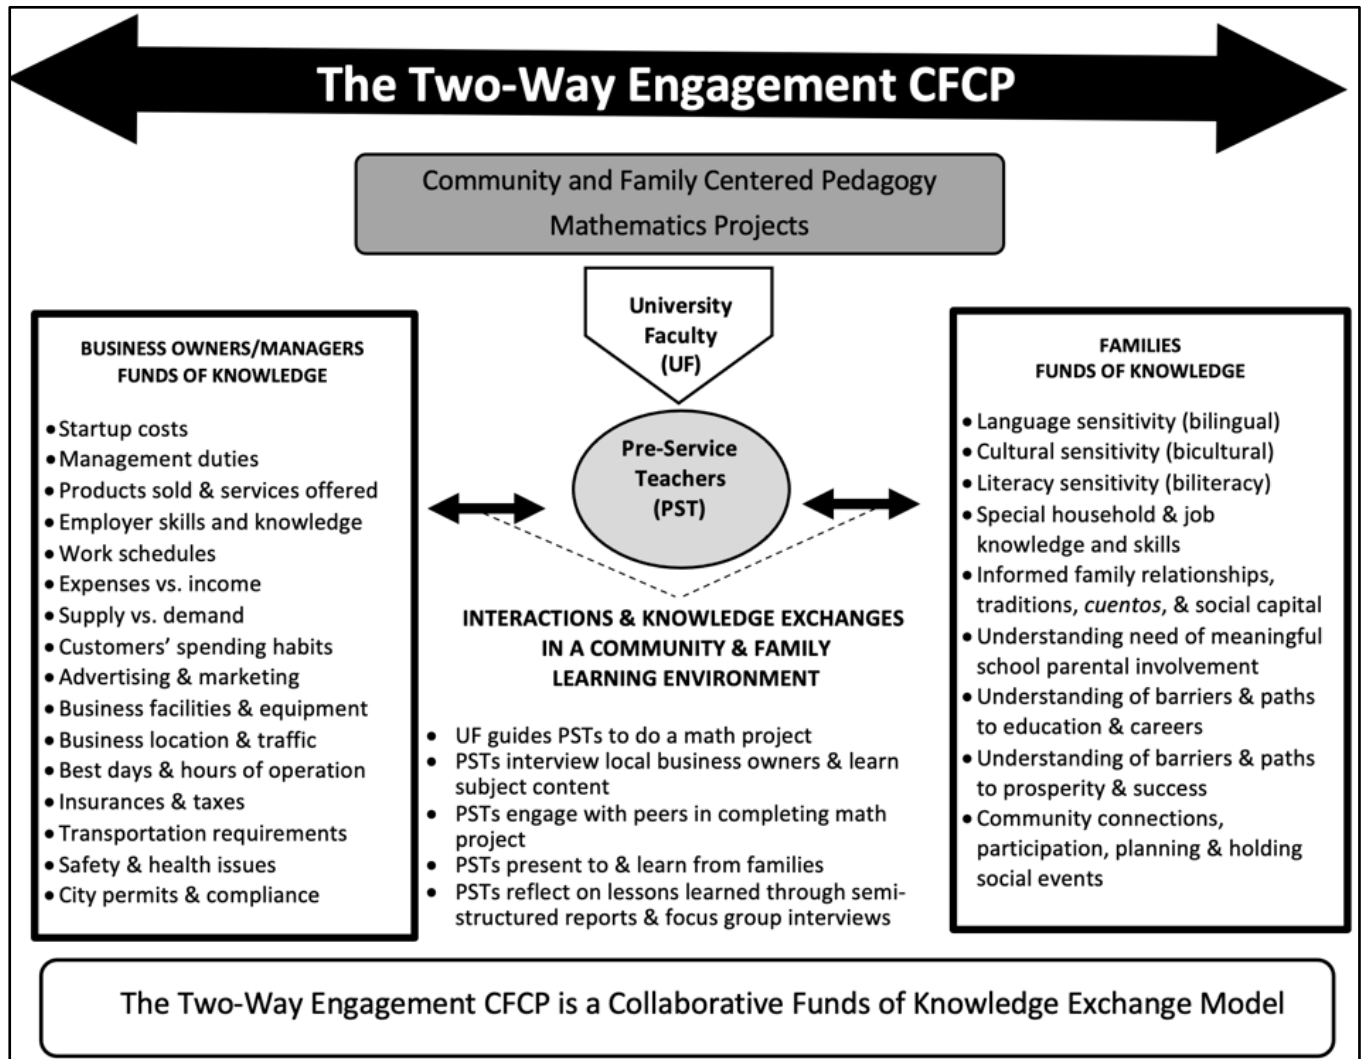 The Two-Way Engagement CFCP
Community and Family Centered Pedagogy
Mathematics Projects
University
Faculty
(UF)
Pre-Service
Teachers
(PST)
BUSINESS OWNERS/MANAGERS
FUNDS OF KNOWLEDGE
• Startup costs
• Management duties
• Products sold & services offered
• Employer skills and knowledge
• Work schedules
• Expenses vs. income
• Supply vs. demand
• Customers’ spending habits
• Advertising & marketing
• Business facilities & equipment
• Business location & traffic
• Best days & hours of operation
• Insurances & taxes
• Transportation requirements
• Safety & health issues
• City permits & compliance
INTERACTIONS & KNOWLEDGE EXCHANGES
IN A COMMUNITY & FAMILY
LEARNING ENVIRONMENT
• UF guides PSTs to do a math project
• PSTs interview local business owners & learn
subject content
• PSTs engage with peers in completing math
project
• PSTs present to & learn from families
• PSTs reflect on lessons learned through semi-
structured reports & focus group interviews
FAMILIES
FUNDS OF KNOWLEDGE
• Language sensitivity (bilingual)
• Cultural sensitivity (bicultural)
• Literacy sensitivity (biliteracy)
• Special household & job
knowledge and skills
• Informed family relationships,
traditions, cuentos, & social capital
• Understanding need of meaningful
school parental involvement
• Understanding of barriers & paths
to education & careers
• Understanding of barriers & paths
to prosperity & success
• Community connections,
participation, planning & holding
social events
The Two-Way Engagement CFCP is a Collaborative Funds of Knowledge Exchange Model